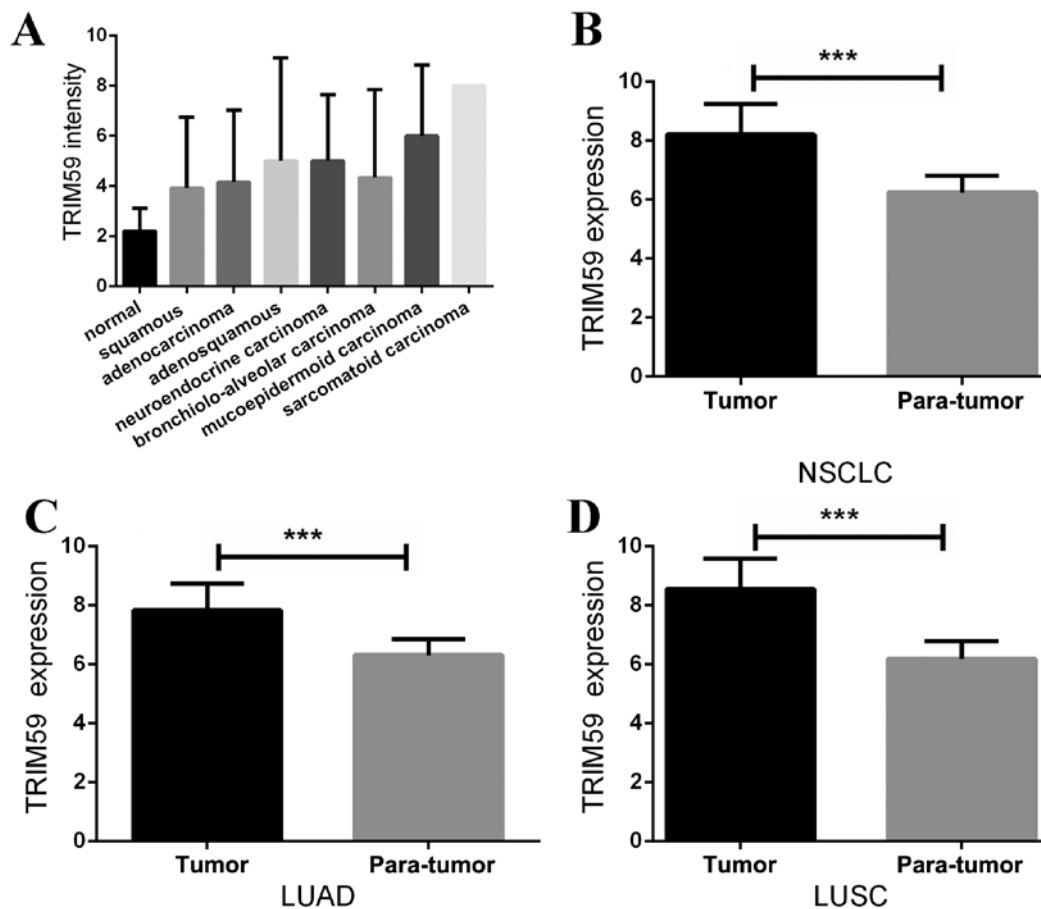 A
TRIM59 intensity
10
8
6
4
2
0
normal
squamous
adenocarcinoma
adenosquamous
neuroendocrine carcinoma
bronchiolo-alveolar carcinoma
mucoepidermoid carcinoma
sarcomatoid carcinoma
B
***
TRIM59 expression
10
8
6
4
2
0
Tumor Para-tumor
NSCLC
C
***
TRIM59 expression
10
8
6
4
2
0
Tumor Para-tumor
LUAD
D
***
TRIM59 expression
10
8
6
4
2
0
Tumor Para-tumor
LUSC